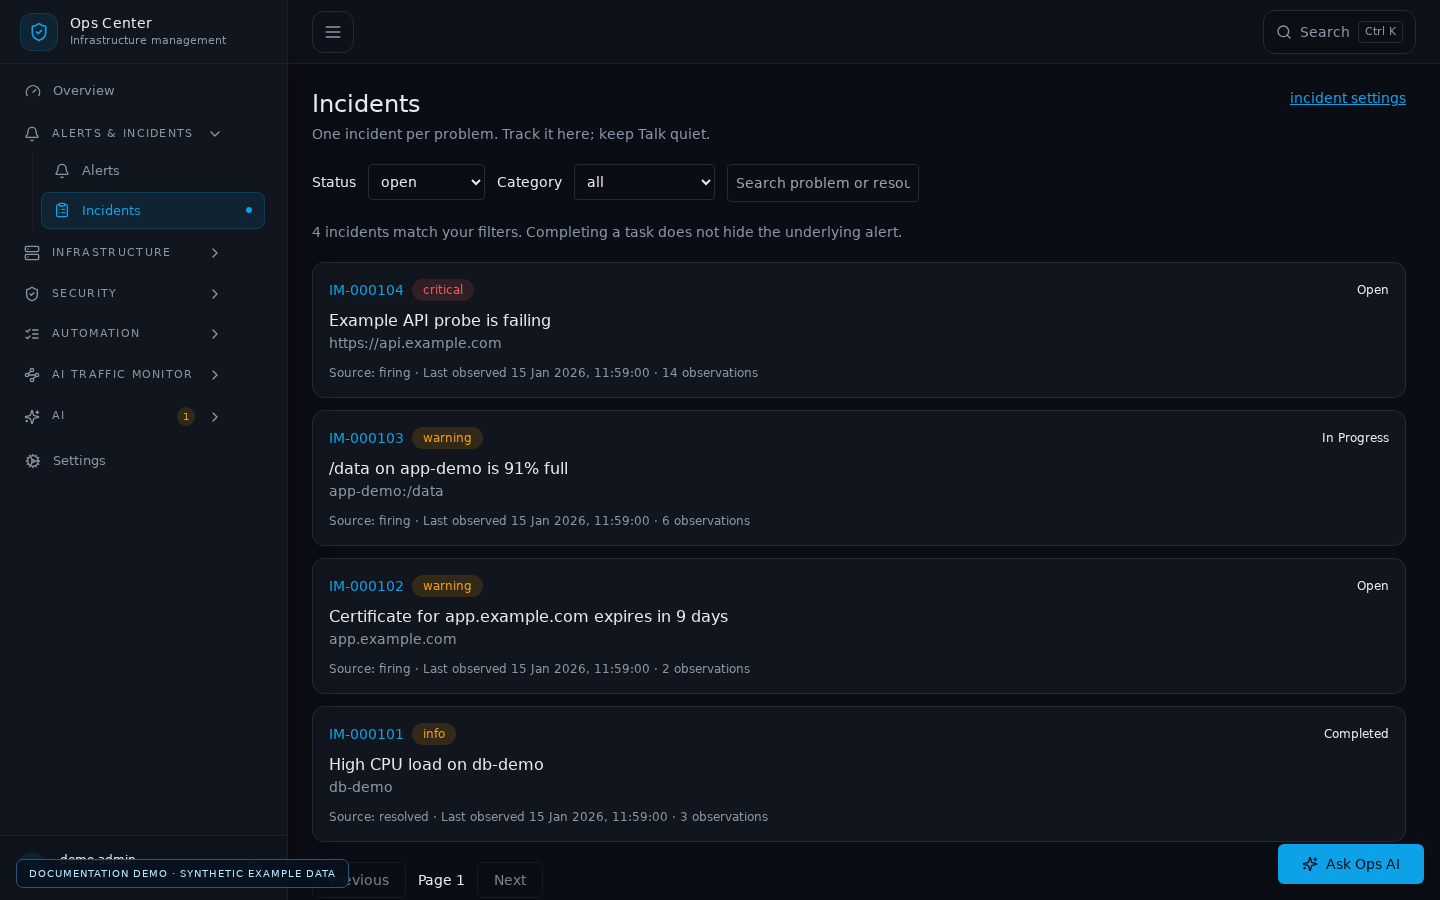 Ops Center
Infrastructure management
Search Ctrl K
Overview
ALERTS & INCIDENTS
Alerts
Incidents
INFRASTRUCTURE
SECURITY
AUTOMATION
AI TRAFFIC MONITOR
AI 1
Settings
DOCUMENTATION DEMO · SYNTHETIC EXAMPLE DATA
Incidents
incident settings
One incident per problem. Track it here; keep Talk quiet.
Status open Category all Search problem or resou
4 incidents match your filters. Completing a task does not hide the underlying alert.
IM-000104 critical Open
Example API probe is failing
https://api.example.com
Source: firing · Last observed 15 Jan 2026, 11:59:00 · 14 observations
IM-000103 warning In Progress
/data on app-demo is 91% full
app-demo:/data
Source: firing · Last observed 15 Jan 2026, 11:59:00 · 6 observations
IM-000102 warning Open
Certificate for app.example.com expires in 9 days
app.example.com
Source: firing · Last observed 15 Jan 2026, 11:59:00 · 2 observations
IM-000101 info Completed
High CPU load on db-demo
db-demo
Source: resolved · Last observed 15 Jan 2026, 11:59:00 · 3 observations
Page 1 Next
Ask Ops AI